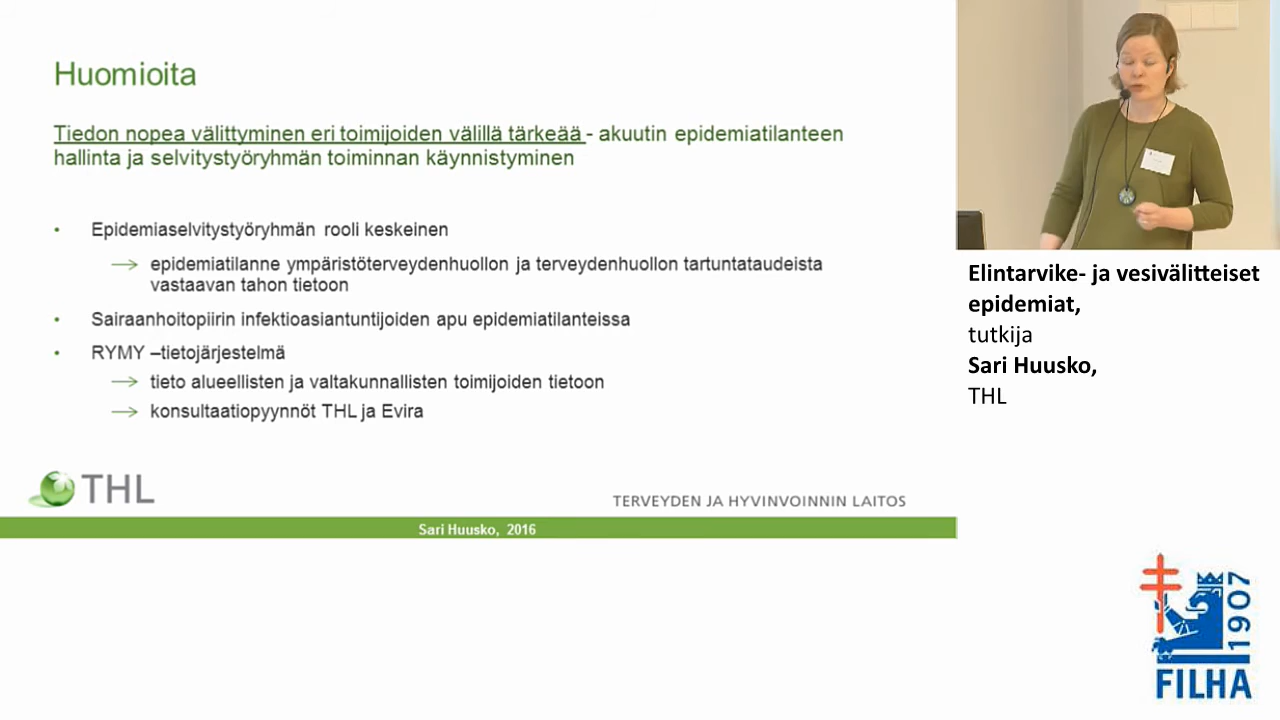 Huomioita
Tiedon nopea välittyminen eri toimijoiden välillä tärkeää - akuutin epidemiatilanteen
hallinta ja selvitystyöryhmän toiminnan käynnistyminen
• Epidemiaselvitystyöryhmän rooli keskeinen
→ epidemiatilanne ympäristöterveydenhuollon ja terveydenhuollon tartuntataudeista
vastaavan tahon tietoon
• Sairaanhoitopiirin infektioasiantuntijoiden apu epidemiatilanteissa
• RYMY –tietojärjestelmä
→ tieto alueellisten ja valtakunnallisten toimijoiden tietoon
→ konsultaatiopyynnöt THL ja Evira
THL
TERVEYDEN JA HYVINVOINNIN LAITOS
Sari Huusko, 2016
Elintarvike- ja vesivälitteiset
epidemiat,
tutkija
Sari Huusko,
THL
1907
FILHA